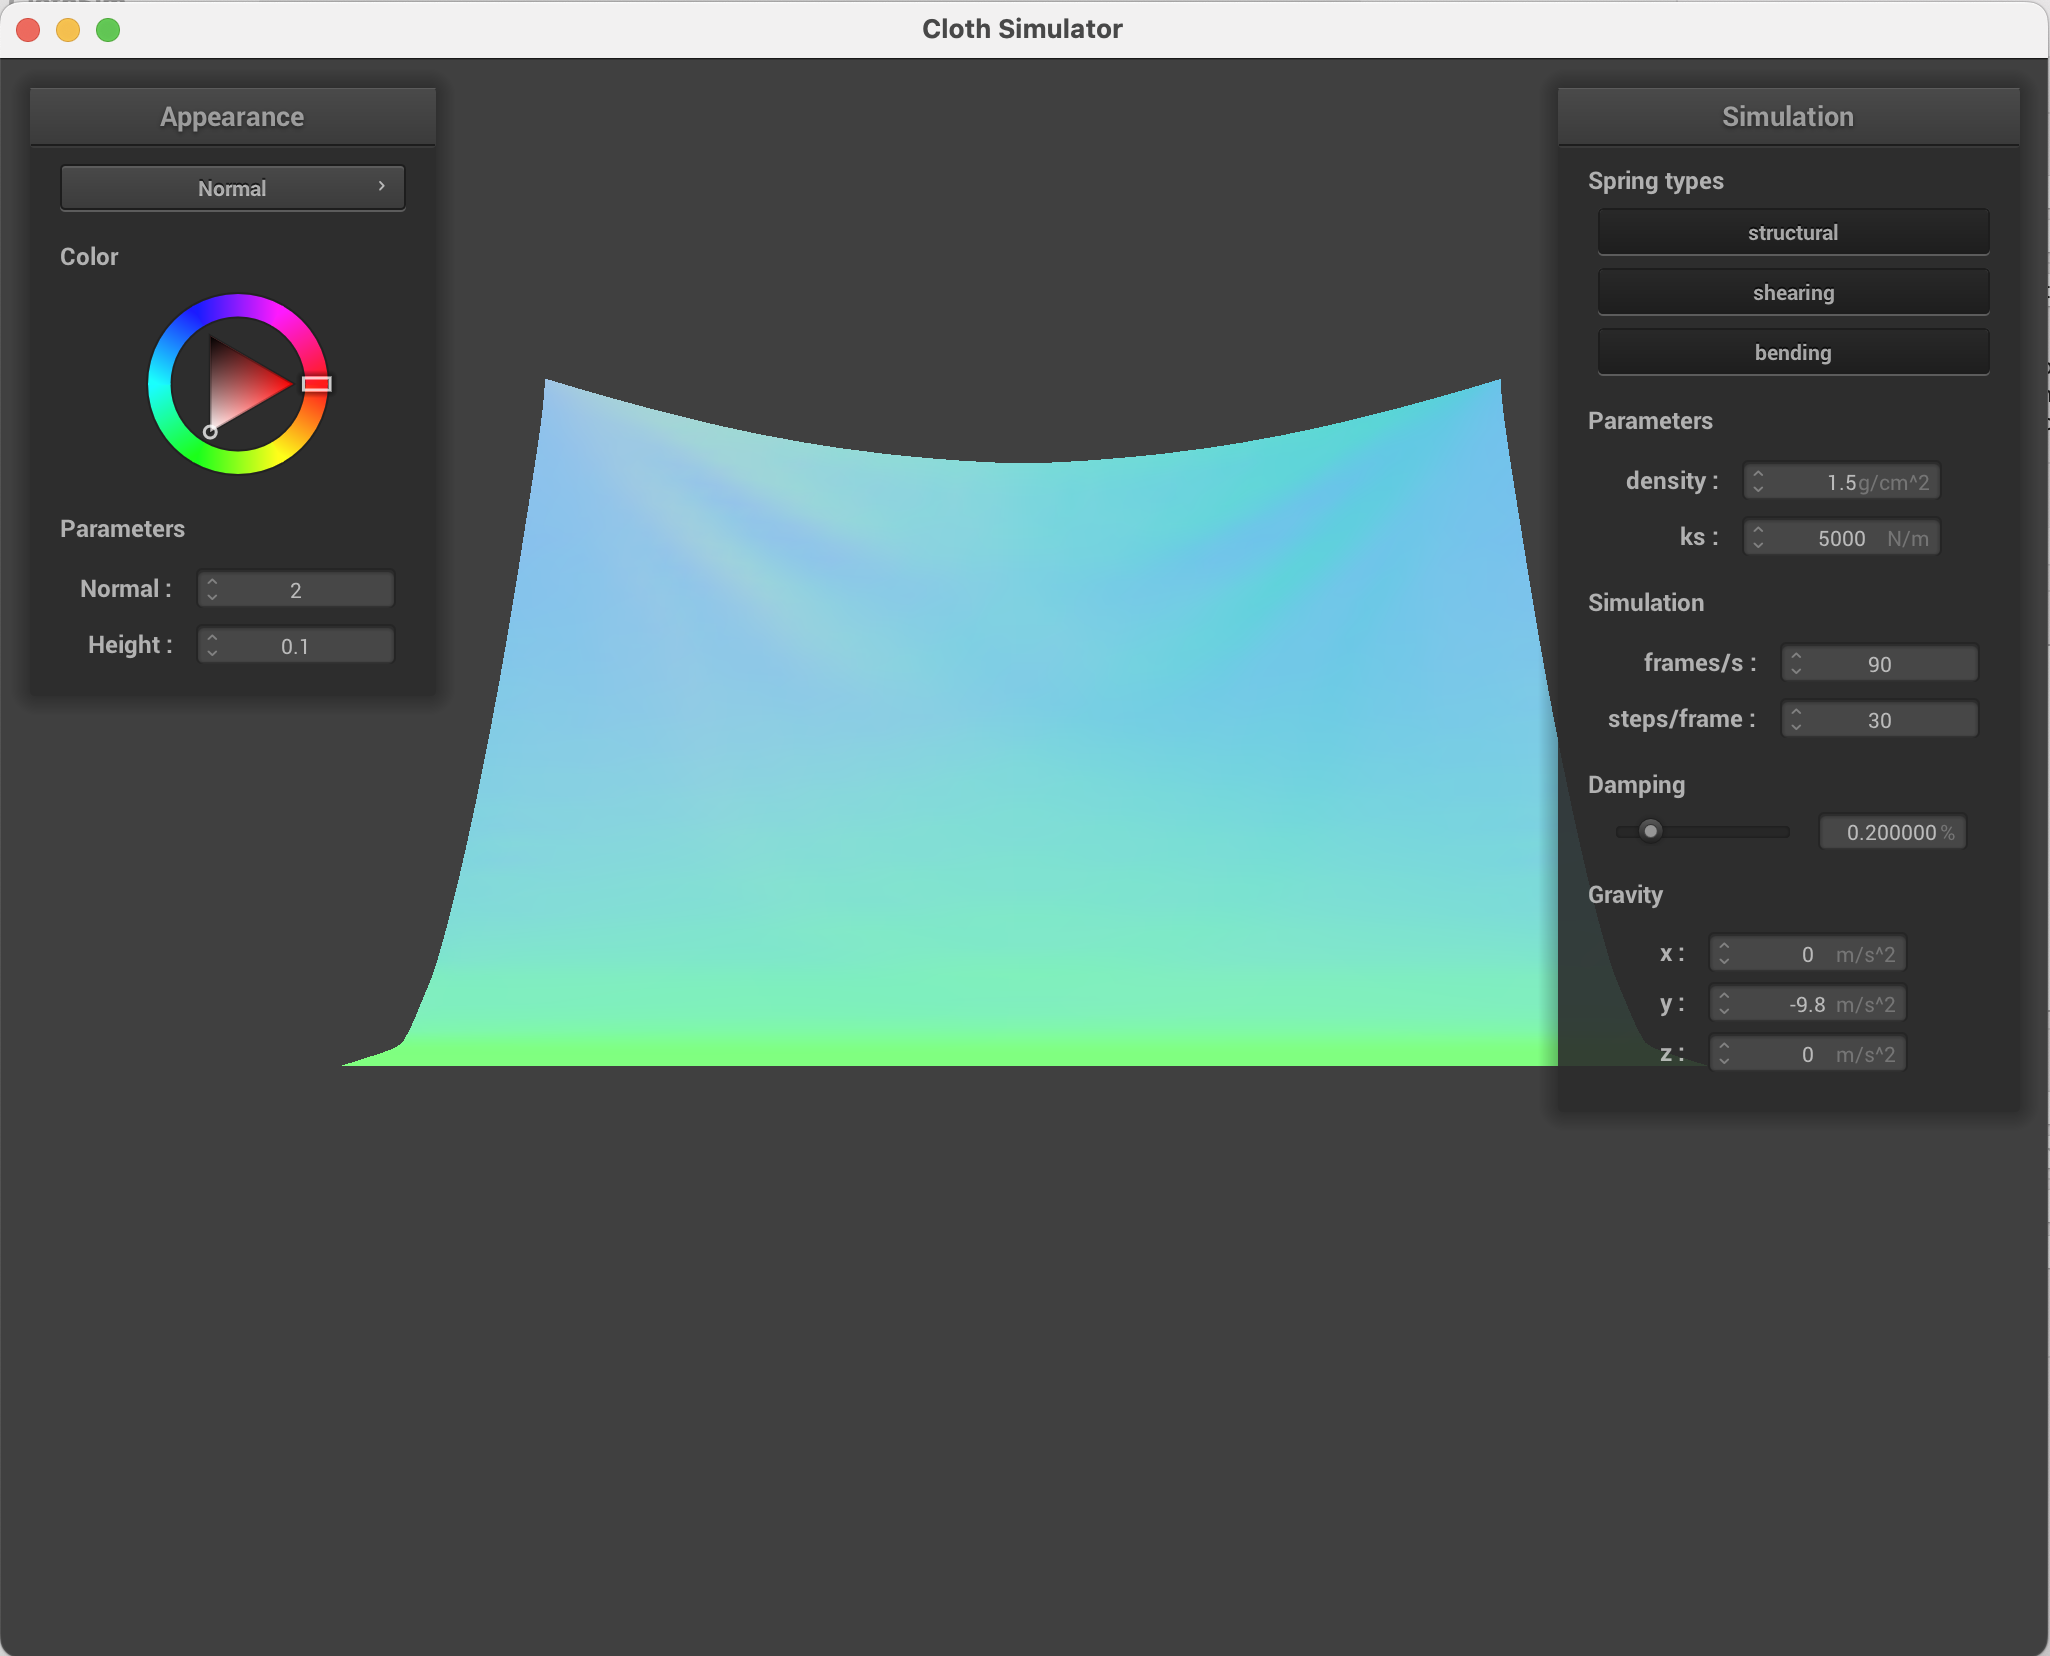 Cloth Simulator
Appearance
Normal
Color
Parameters
Normal : 2
Height : 0.1
Simulation
Spring types
structural
shearing
bending
Parameters
density : 1.5 g/cm^2
ks : 5000 N/m
Simulation
frames/s : 90
steps/frame : 30
Damping
0.200000 %
Gravity
x : 0 m/s^2
y : -9.8 m/s^2
z : 0 m/s^2